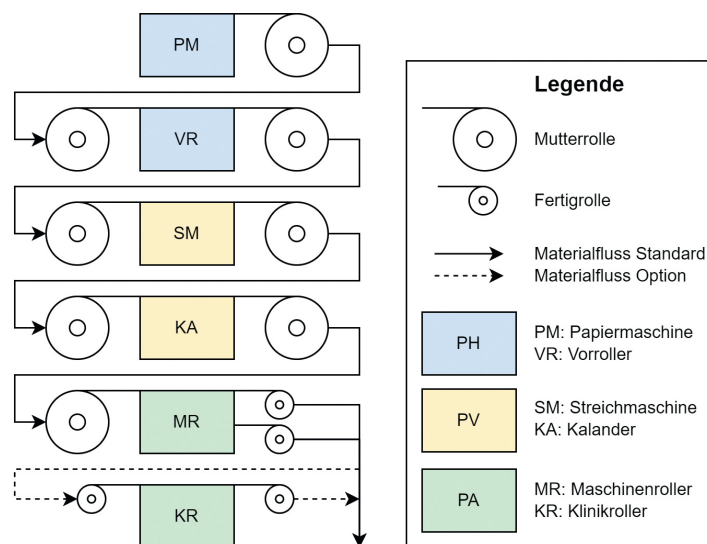 PM
VR
SM
KA
MR
KR
Legende
Mutterrolle
Fertigrolle
Materialfluss Standard
Materialfluss Option
PH
PM: Papiermaschine
VR: Vorroller
PV
SM: Streichmaschine
KA: Kalander
PA
MR: Maschinenroller
KR: Klinikroller